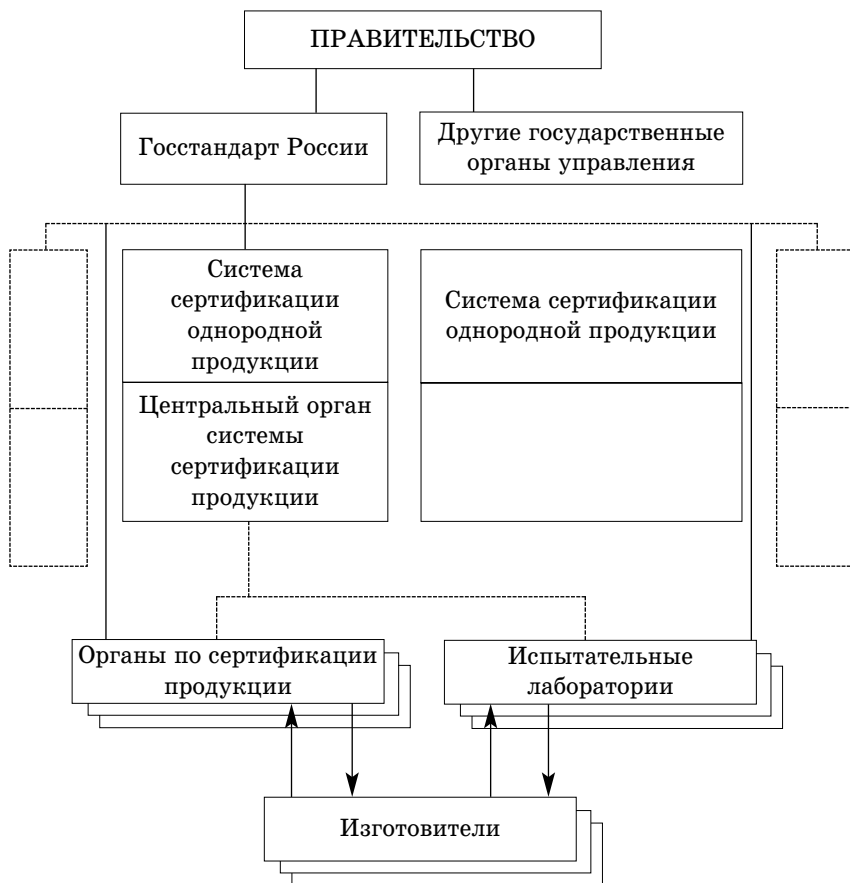 ПРАВИТЕЛЬСТВО
Госстандарт России
Другие государственные
органы управления
Система
сертификации
однородной
продукции
Система сертификации
однородной продукции
Центральный орган
системы
сертификации
продукции
Органы по сертификации
продукции
Испытательные
лаборатории
Изготовители